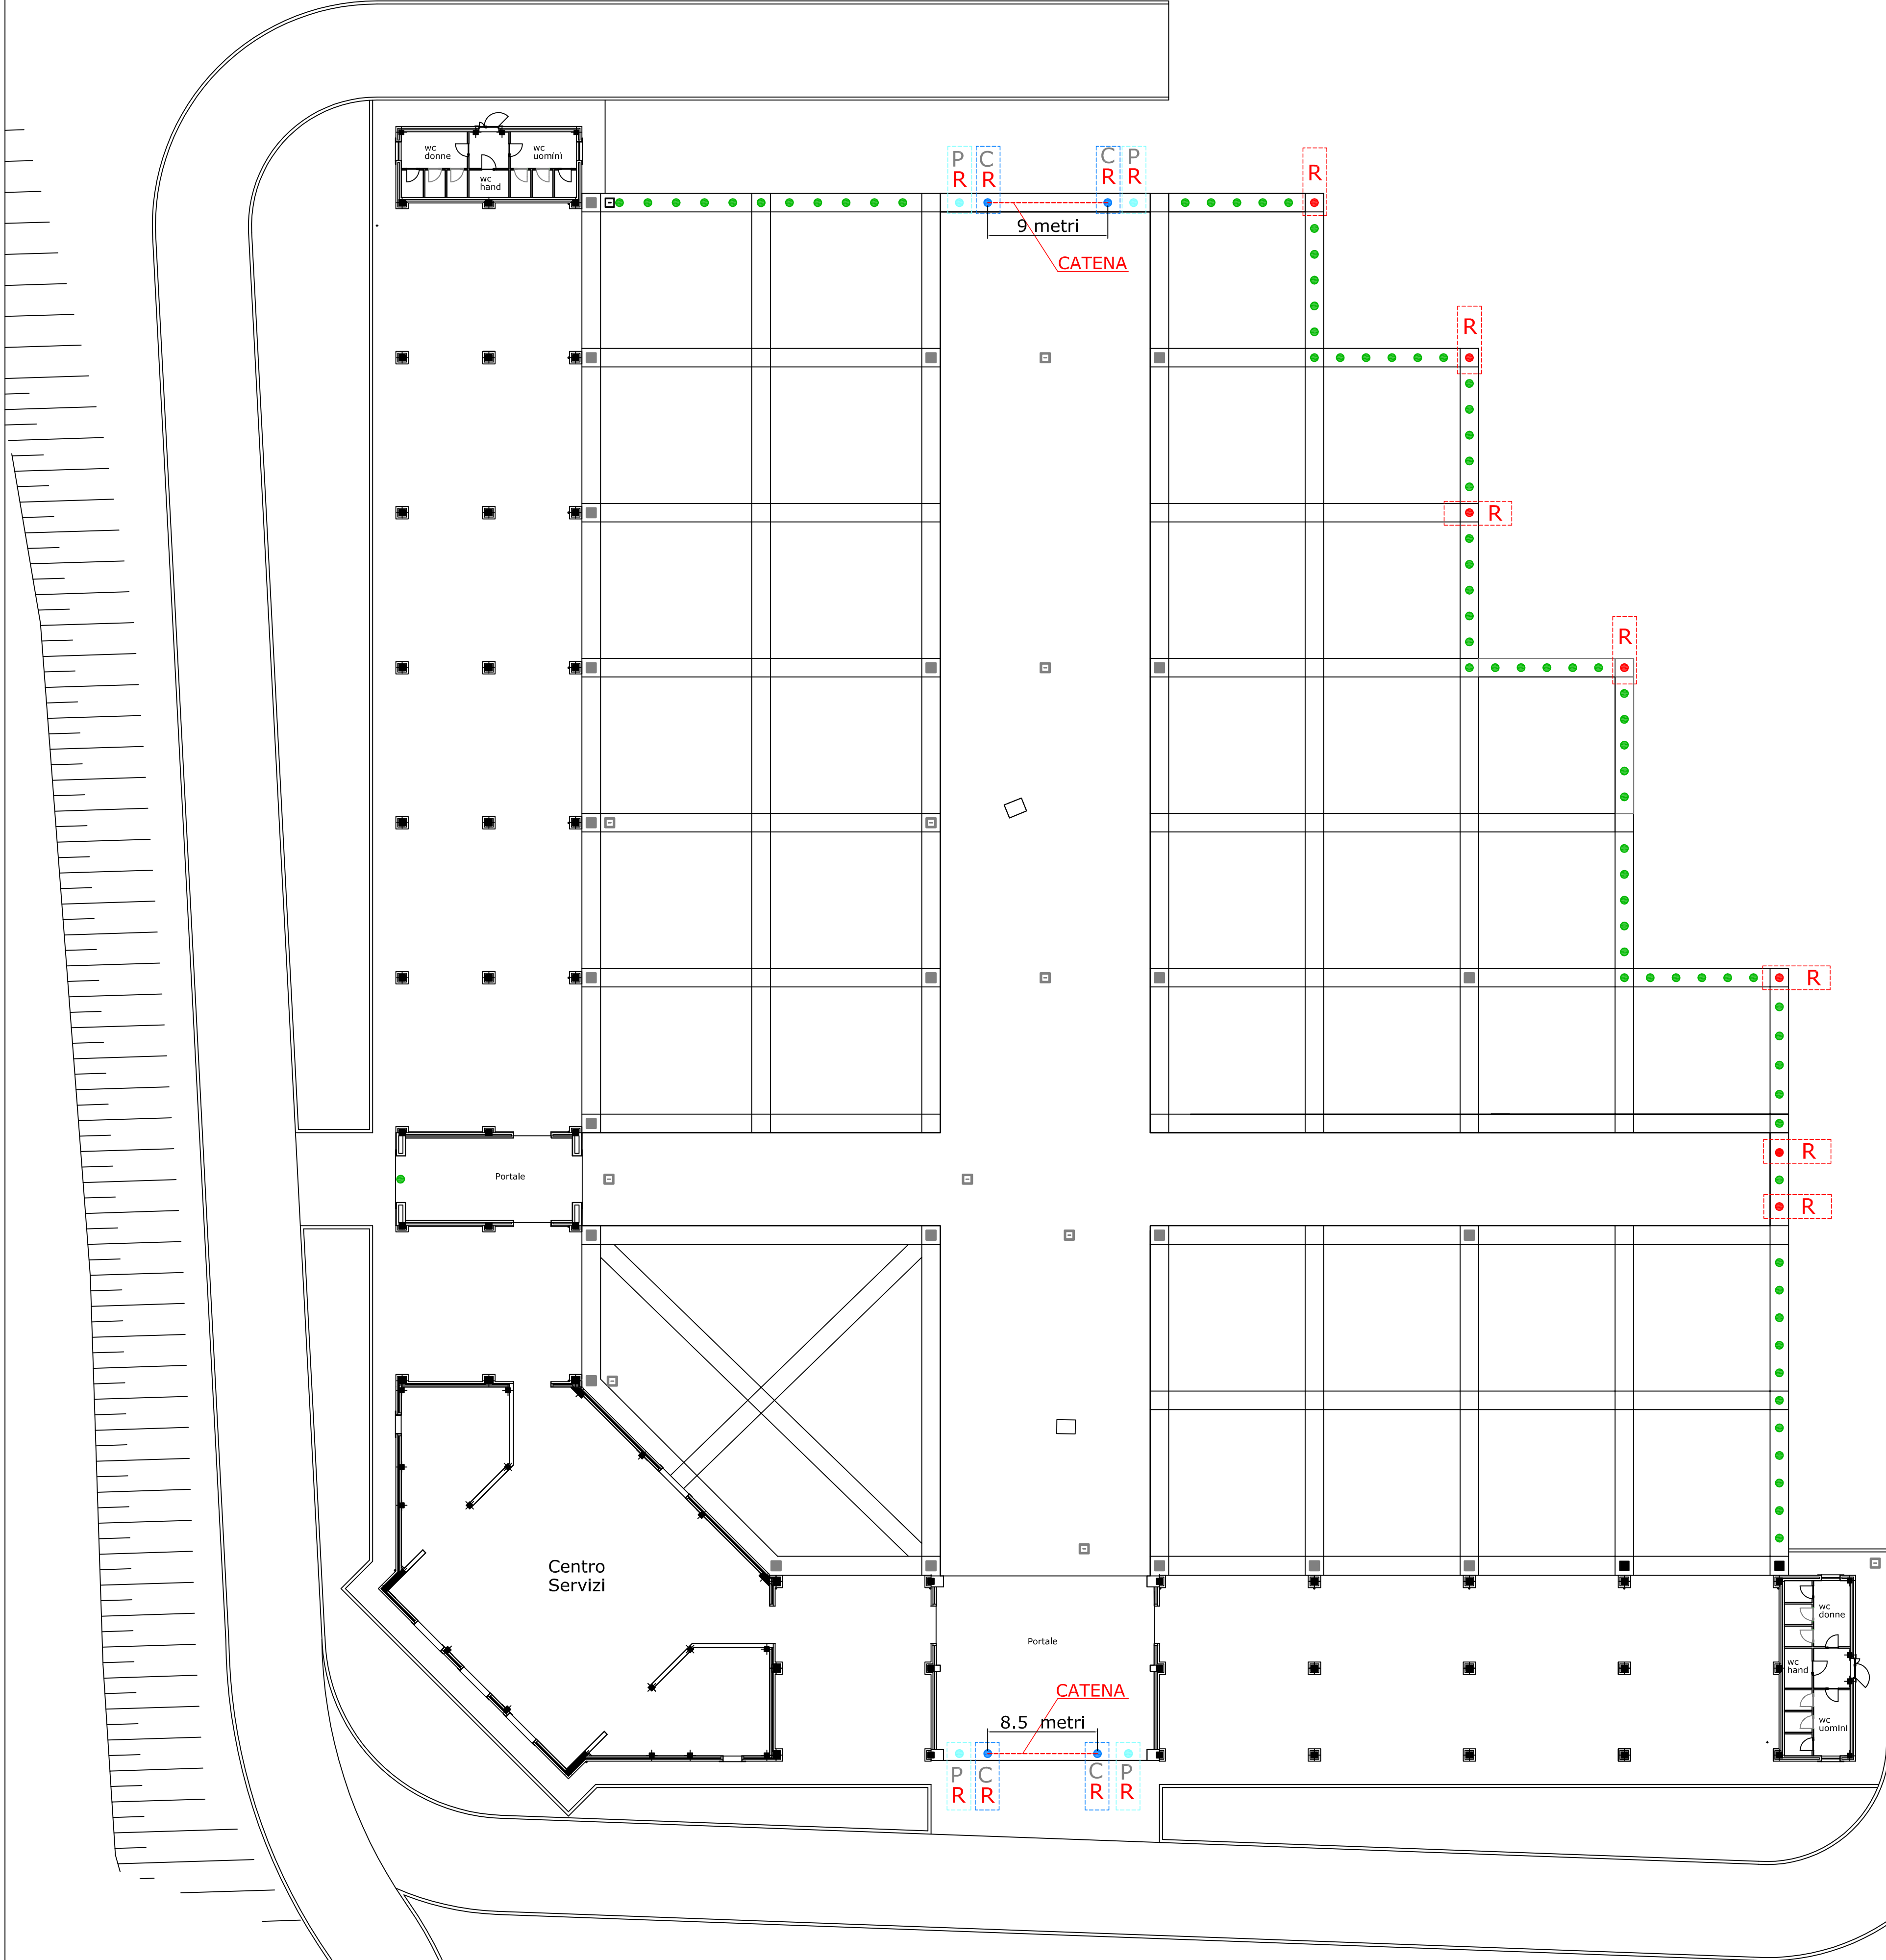 wc
donne
wc
uomini
wc
hand
P
R
C
R
C
R
P
R
R
9 metri
CATENA
R
R
R
R
Portale
R
R
Centro
Servizi
wc
donne
Portale
wc
hand
CATENA
8.5 metri
wc
uomini
P
R
C
R
C
R
P
R